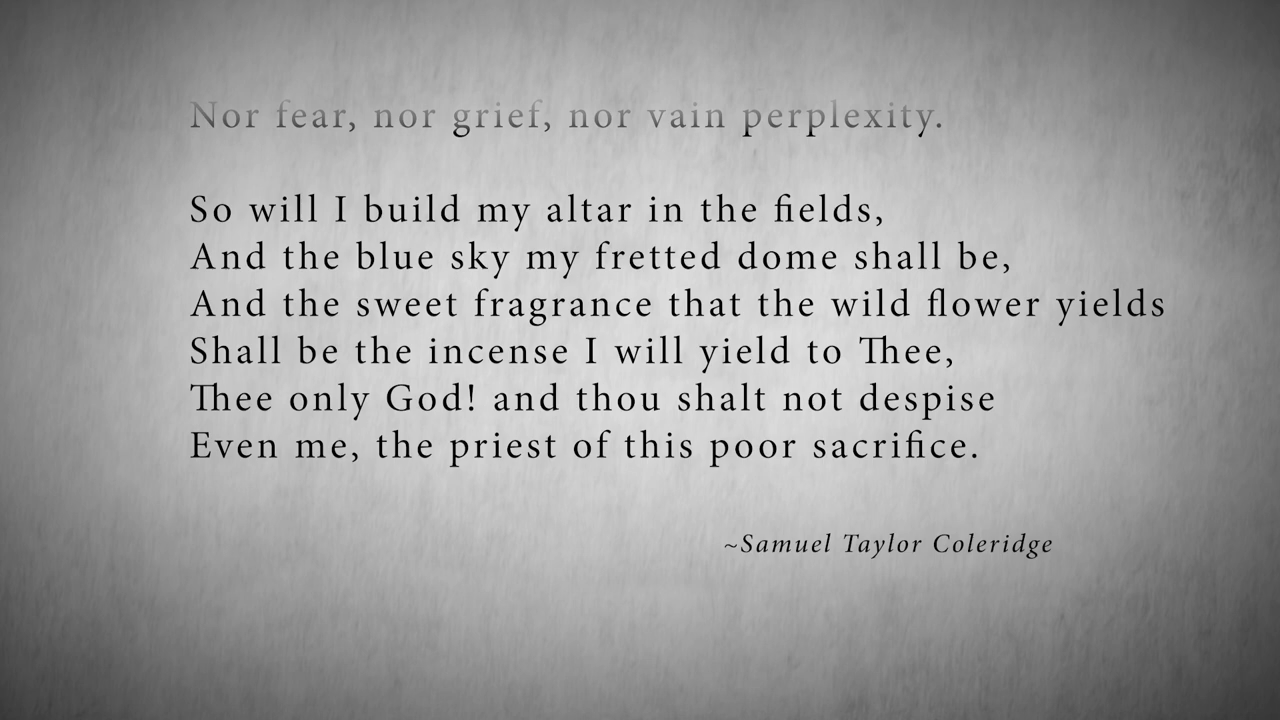 Nor fear, nor grief, nor vain perplexity.
So will I build my altar in the fields,
And the blue sky my fretted dome shall be,
And the sweet fragrance that the wild flower yields
Shall be the incense I will yield to Thee,
Thee only God! and thou shalt not despise
Even me, the priest of this poor sacrifice.
~Samuel Taylor Coleridge